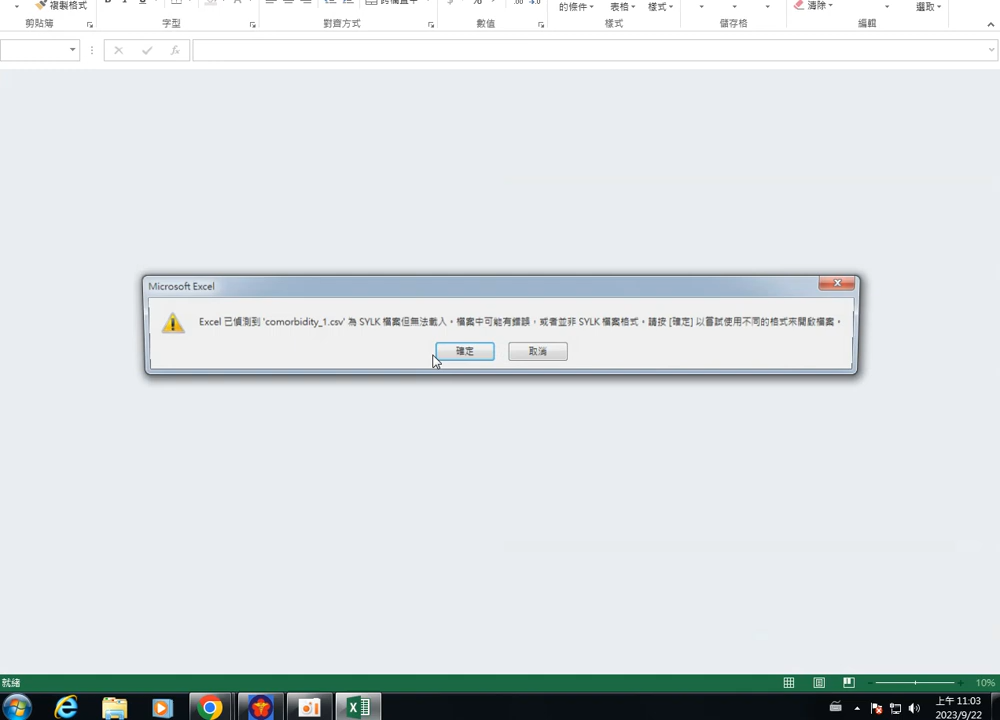 複製格式
的條件 表格 樣式 清除 選取
剪貼簿 字型 對齊方式 數值 樣式 儲存格 編輯
fx
Microsoft Excel
Excel 已偵測到 'comorbidity_1.csv' 為 SYLK 檔案但無法載入。檔案中可能有錯誤，或者並非 SYLK 檔案格式。請按 [確定] 以嘗試使用不同的格式來開啟檔案。
確定 取消
就緒
10%
上午 11:03
2023/9/22